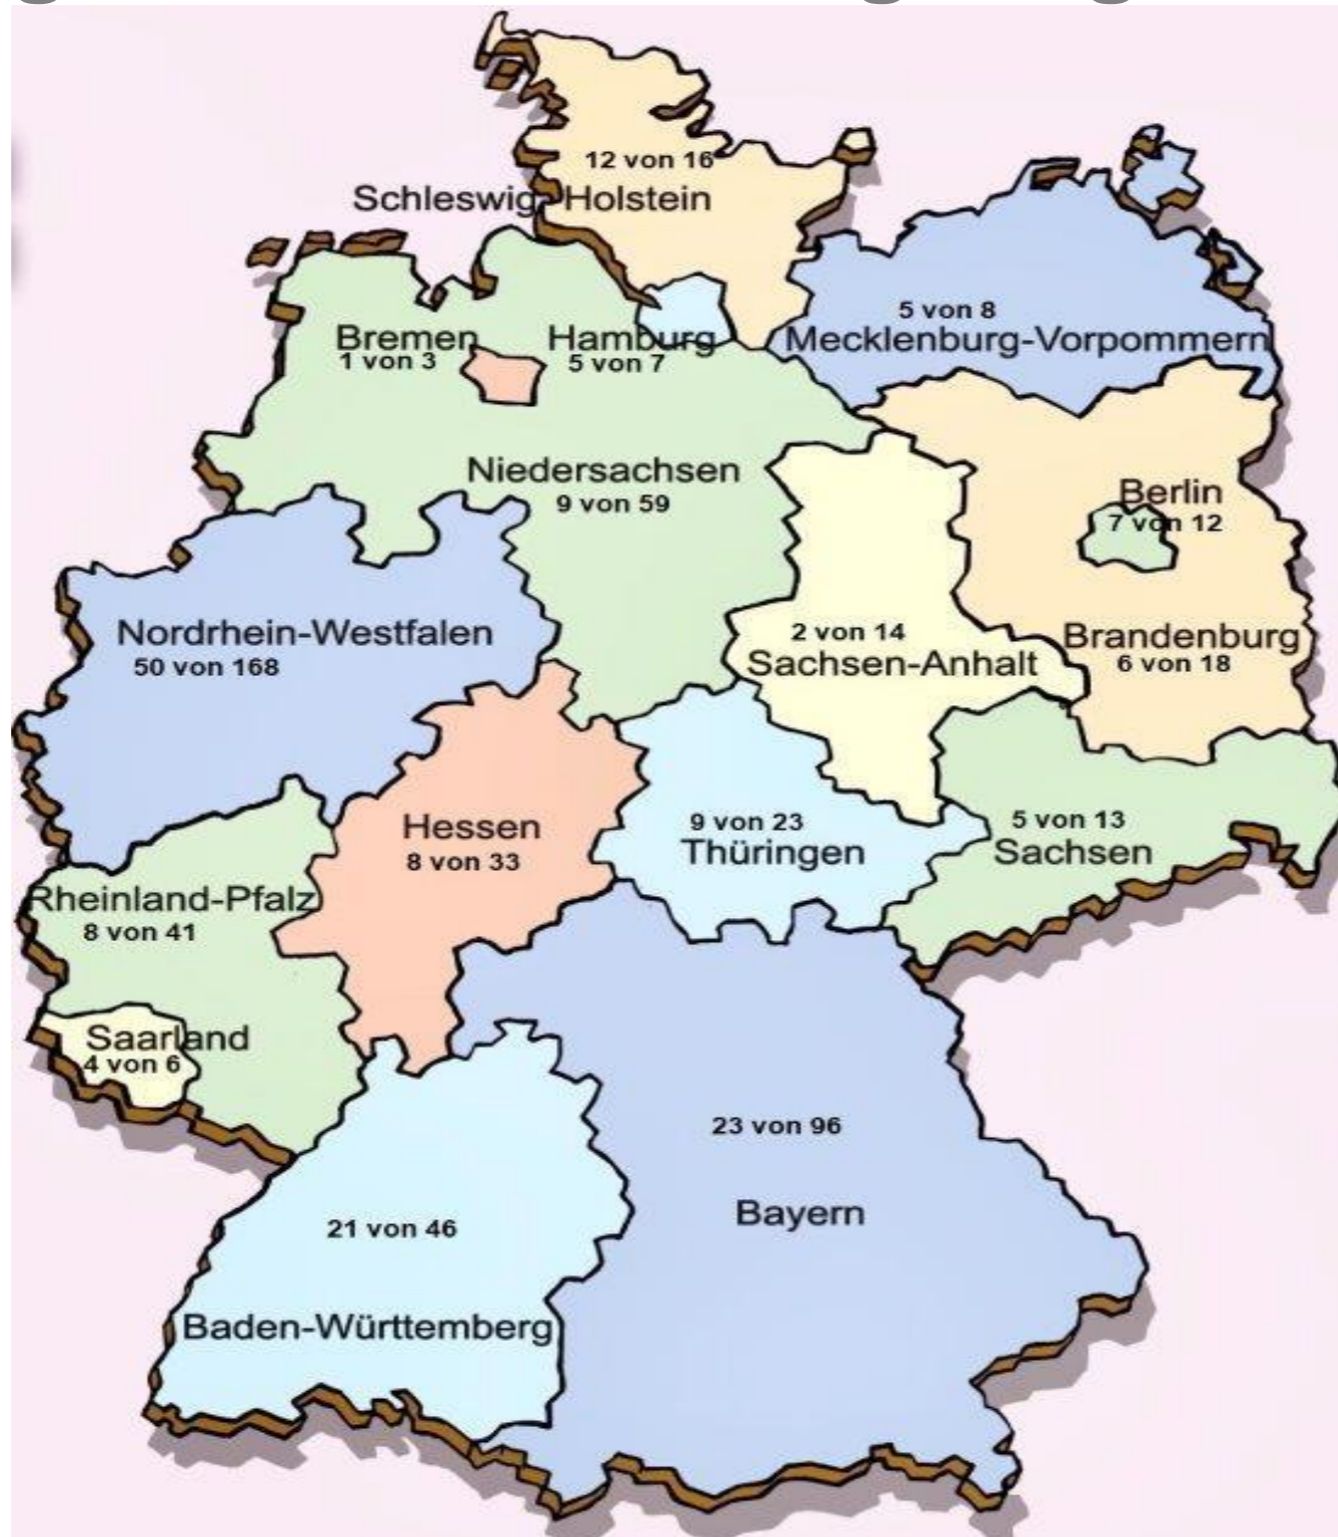 12 von 16
Schleswig-Holstein
5 von 8
Mecklenburg-Vorpommern
Bremen
1 von 3
Hamburg
5 von 7
Niedersachsen
9 von 59
Berlin
7 von 12
Nordrhein-Westfalen
50 von 168
2 von 14
Sachsen-Anhalt
Brandenburg
6 von 18
Hessen
8 von 33
9 von 23
Thüringen
5 von 13
Sachsen
Rheinland-Pfalz
8 von 41
Saarland
4 von 6
23 von 96
Bayern
21 von 46
Baden-Württemberg